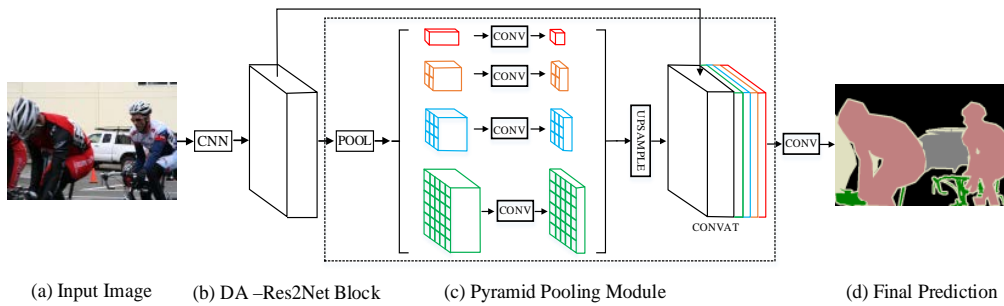 CNN
POOL
CONV
CONV
CONV
CONV
UPSAMPLE
CONVAT
CONV
(a) Input Image
(b) DA –Res2Net Block
(c) Pyramid Pooling Module
(d) Final Prediction